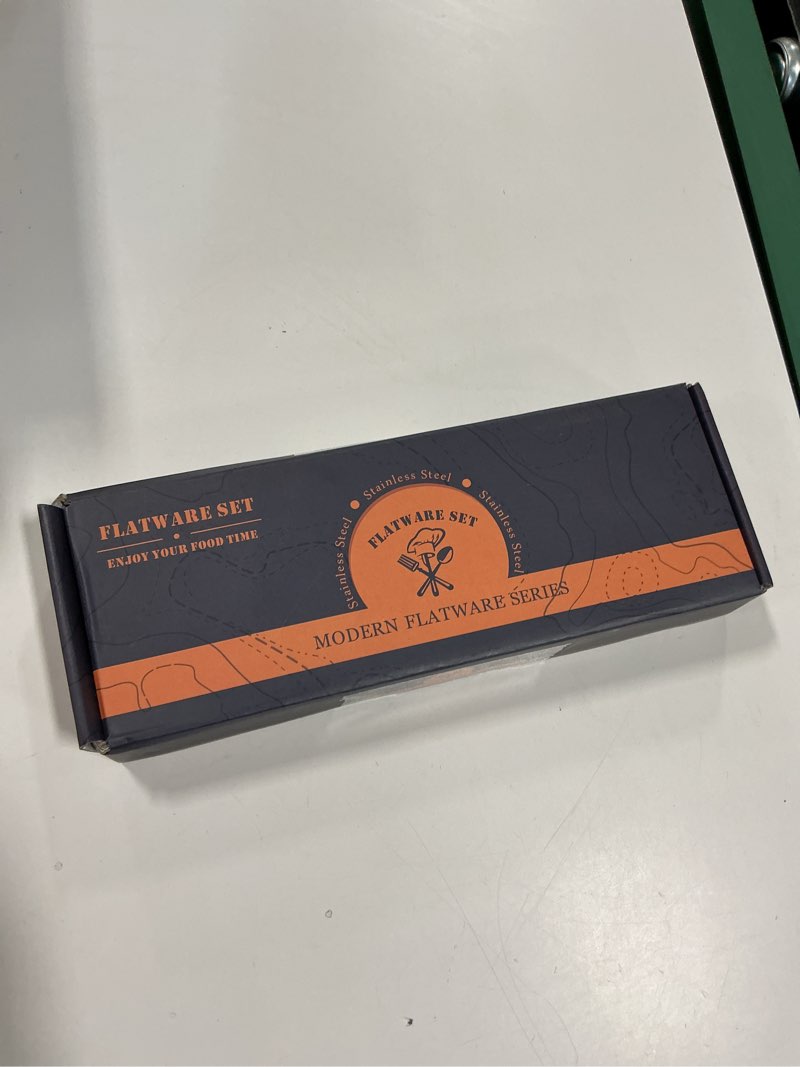 FLATWARE SET
ENJOY YOUR FOOD TIME
Stainless Steel • Stainless Steel • Stainless Steel
FLATWARE SET
MODERN FLATWARE SERIES